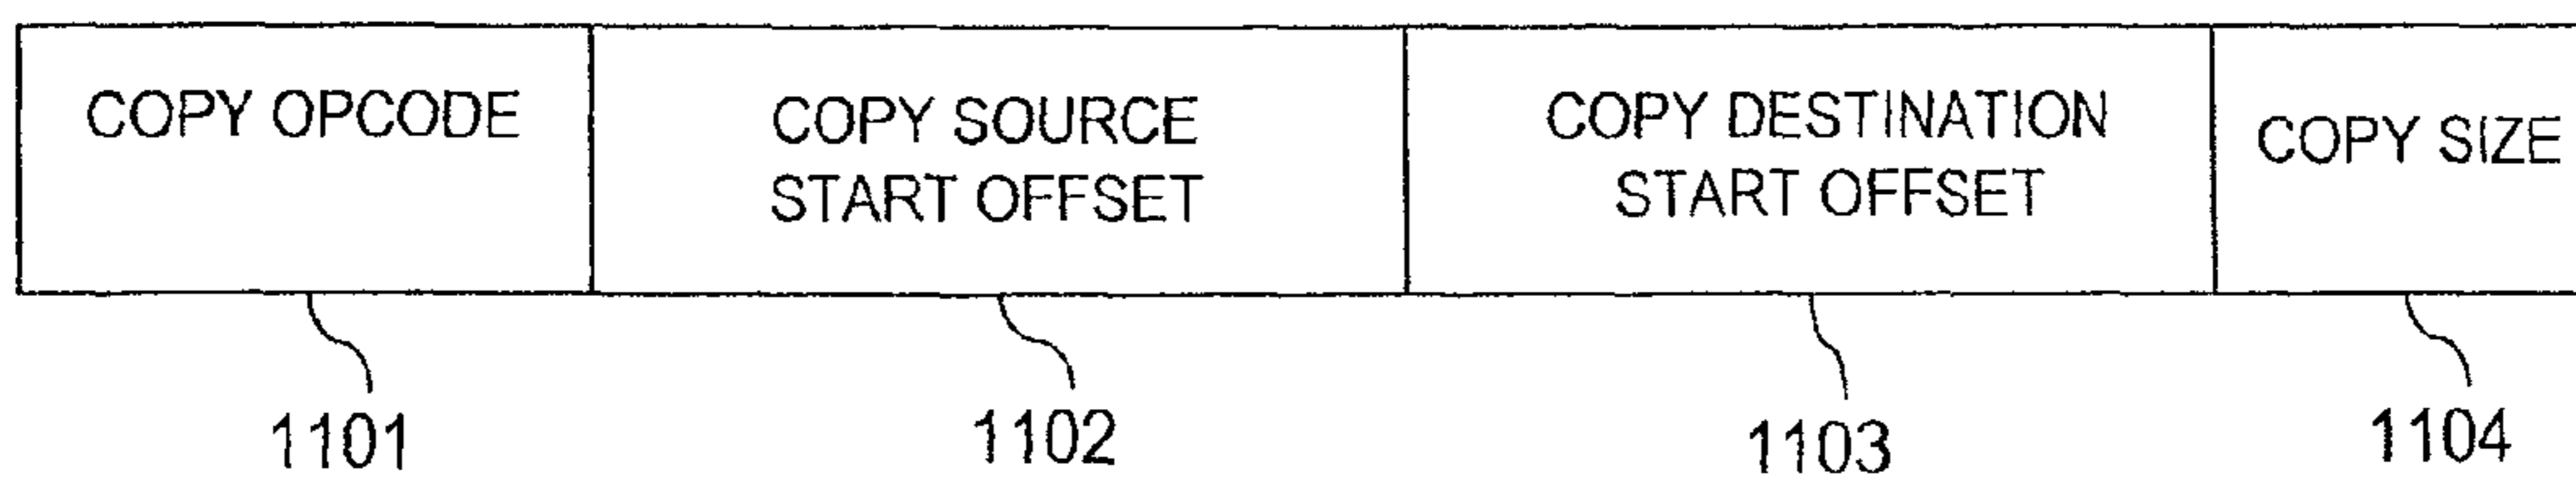 COPY OPCODE
COPY SOURCE
START OFFSET
COPY DESTINATION
START OFFSET
COPY SIZE
1101
1102
1103
1104